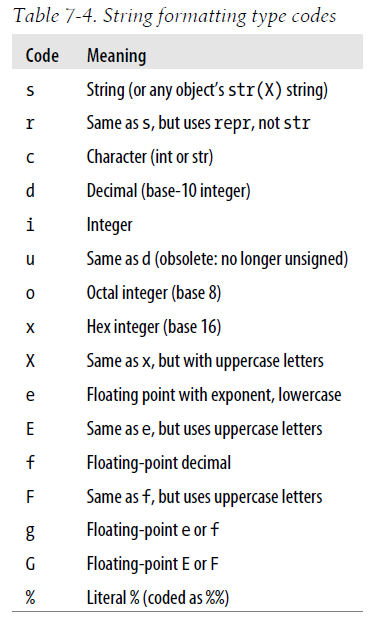 Table 7-4. String formatting type codes
Code Meaning
s String (or any object's str(X) string)
r Same as s, but uses repr, not str
c Character (int or str)
d Decimal (base-10 integer)
i Integer
u Same as d (obsolete: no longer unsigned)
o Octal integer (base 8)
x Hex integer (base 16)
X Same as x, but with uppercase letters
e Floating point with exponent, lowercase
E Same as e, but uses uppercase letters
f Floating-point decimal
F Same as f, but uses uppercase letters
g Floating-point e or f
G Floating-point E or F
% Literal % (coded as %%)